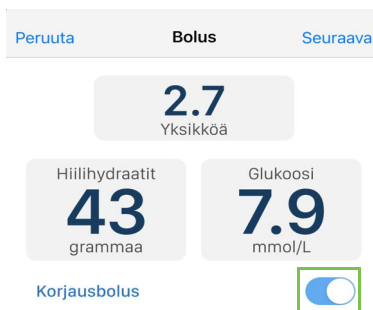 Peruuta Bolus Seuraava
2.7
Yksikköä
Hiilihydraatit Glukoosi
43 7.9
grammaa mmol/L
Korjausbolus